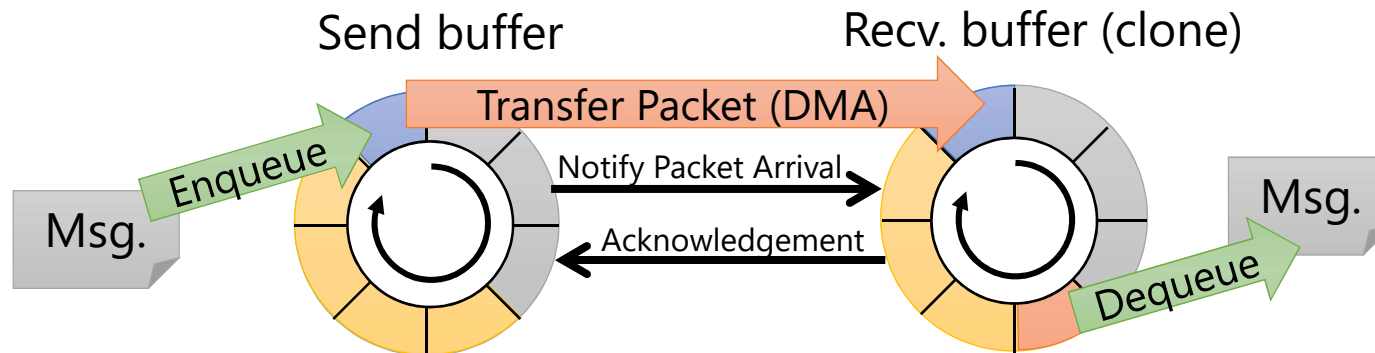 Send buffer
Recv. buffer (clone)
Transfer Packet (DMA)
Enqueue
Notify Packet Arrival
Msg.
Msg.
Acknowledgement
Dequeue